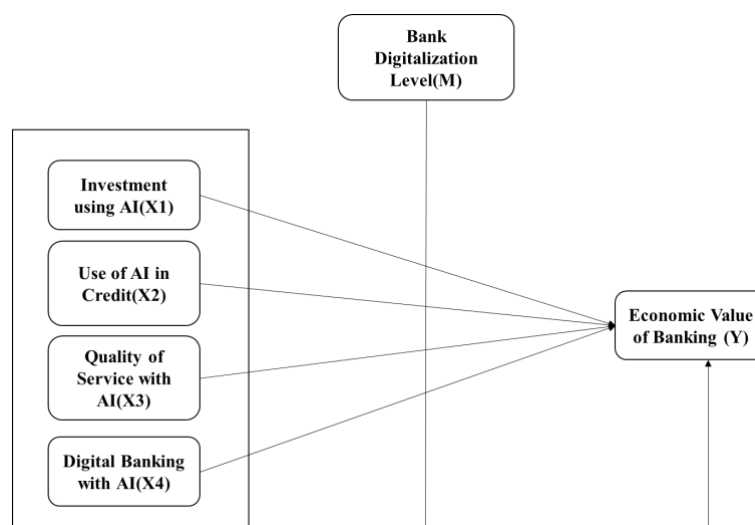 Bank
Digitalization
Level(M)
Investment
using AI(X1)
Use of AI in
Credit(X2)
Quality of
Service with
AI(X3)
Digital Banking
with AI(X4)
Economic Value
of Banking (Y)